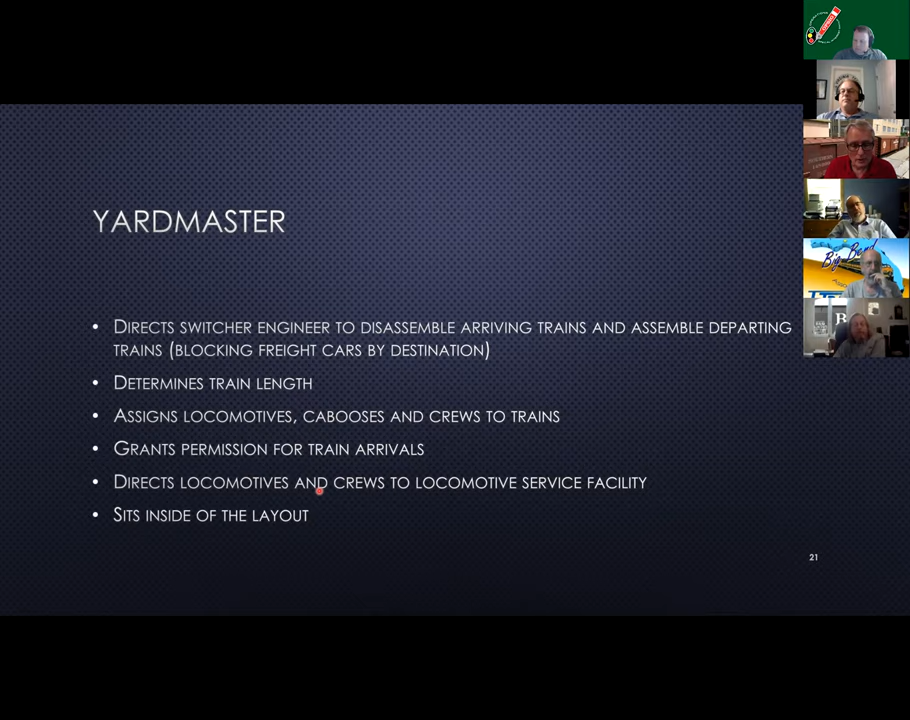 YARDMASTER
• DIRECTS SWITCHER ENGINEER TO DISASSEMBLE ARRIVING TRAINS AND ASSEMBLE DEPARTING
TRAINS (BLOCKING FREIGHT CARS BY DESTINATION)
• DETERMINES TRAIN LENGTH
• ASSIGNS LOCOMOTIVES, CABOOSES AND CREWS TO TRAINS
• GRANTS PERMISSION FOR TRAIN ARRIVALS
• DIRECTS LOCOMOTIVES AND CREWS TO LOCOMOTIVE SERVICE FACILITY
• SITS INSIDE OF THE LAYOUT
21
Big Bend